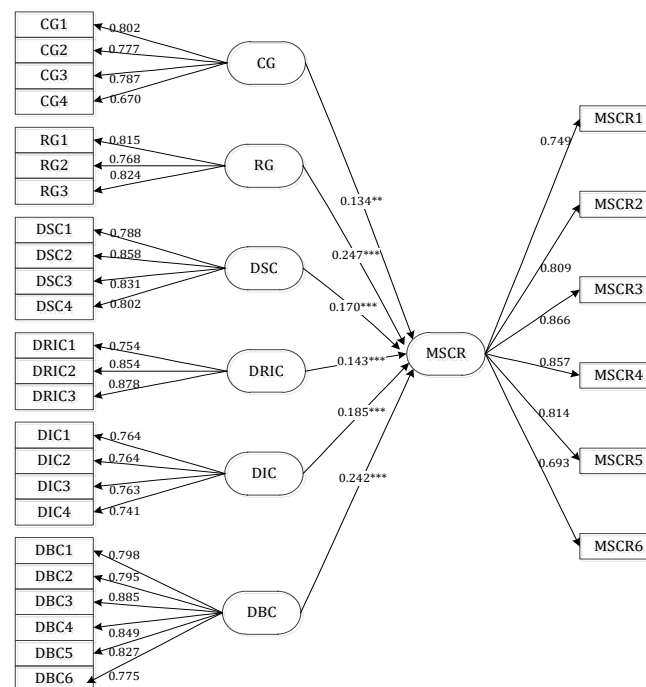 CG1
CG2
CG3
CG4
0.802
0.777
0.787
0.670
CG
RG1
RG2
RG3
0.815
0.768
0.824
RG
DSC1
DSC2
DSC3
DSC4
0.788
0.858
0.831
0.802
DSC
DRIC1
DRIC2
DRIC3
0.754
0.854
0.878
DRIC
DIC1
DIC2
DIC3
DIC4
0.764
0.764
0.763
0.741
DIC
DBC1
DBC2
DBC3
DBC4
DBC5
DBC6
0.798
0.795
0.885
0.849
0.827
0.775
DBC
0.134**
0.247***
0.170***
0.143***
0.185***
0.242***
MSCR
0.749
0.809
0.866
0.857
0.814
0.693
MSCR1
MSCR2
MSCR3
MSCR4
MSCR5
MSCR6